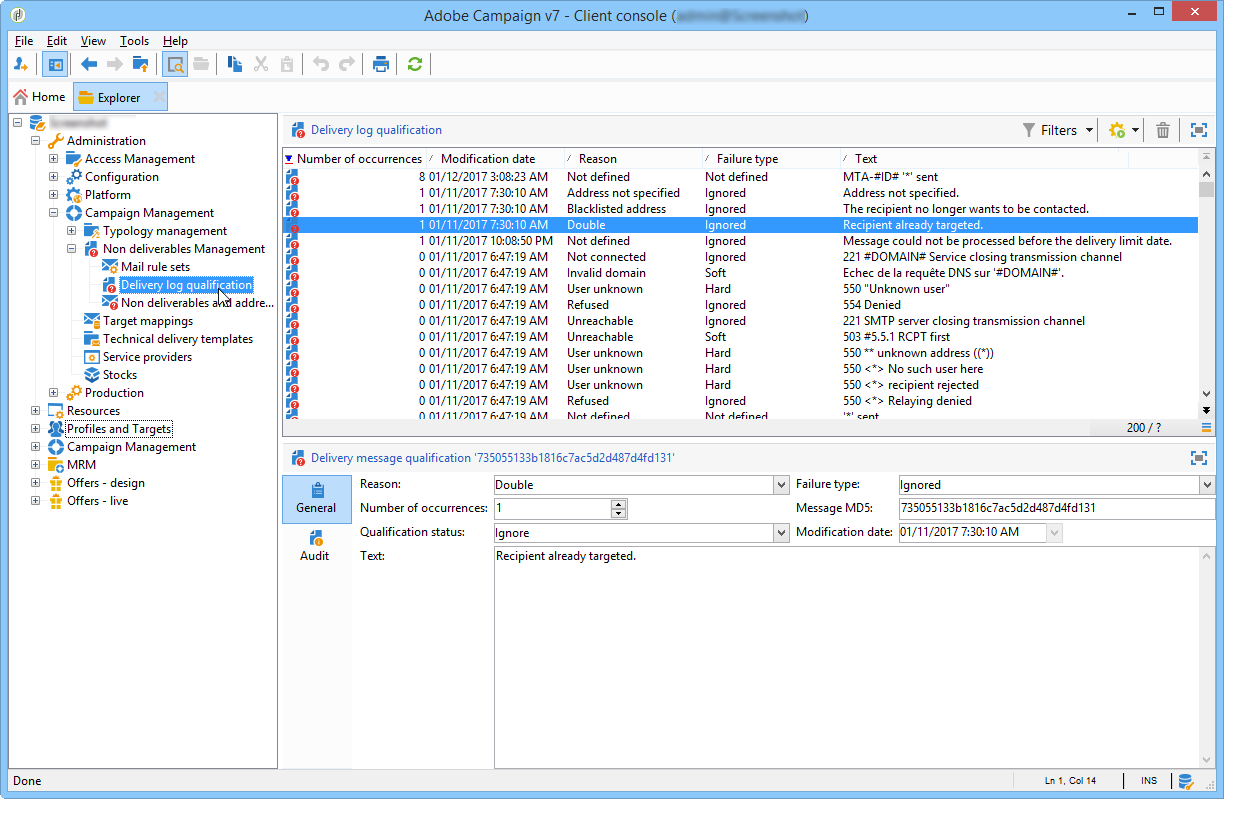 Adobe Campaign v7 - Client console ( )
File Edit View Tools Help
Home Explorer
Administration
Access Management
Configuration
Platform
Campaign Management
Typology management
Non deliverables Management
Mail rule sets
Delivery log qualification
Non deliverables and addre...
Target mappings
Technical delivery templates
Service providers
Stocks
Production
Resources
Profiles and Targets
Campaign Management
MRM
Offers - design
Offers - live
Delivery log qualification Filters
Number of occurrences Modification date Reason Failure type Text
8 01/12/2017 3:08:23 AM Not defined Not defined MTA-#ID# '*' sent
1 01/11/2017 7:30:10 AM Address not specified Ignored Address not specified.
1 01/11/2017 7:30:10 AM Blacklisted address Ignored The recipient no longer wants to be contacted.
1 01/11/2017 7:30:10 AM Double Ignored Recipient already targeted.
1 01/11/2017 10:08:50 PM Not defined Ignored Message could not be processed before the delivery limit date.
0 01/11/2017 6:47:19 AM Not connected Ignored 221 #DOMAIN# Service closing transmission channel
0 01/11/2017 6:47:19 AM Invalid domain Soft Echec de la requête DNS sur '#DOMAIN#'.
0 01/11/2017 6:47:19 AM User unknown Hard 550 "Unknown user"
0 01/11/2017 6:47:19 AM Refused Ignored 554 Denied
0 01/11/2017 6:47:19 AM Unreachable Ignored 221 SMTP server closing transmission channel
0 01/11/2017 6:47:19 AM Unreachable Soft 503 #5.5.1 RCPT first
0 01/11/2017 6:47:19 AM User unknown Hard 550 ** unknown address ((*))
0 01/11/2017 6:47:19 AM User unknown Hard 550 <*> No such user here
0 01/11/2017 6:47:19 AM User unknown Hard 550 <*> recipient rejected
0 01/11/2017 6:47:19 AM Refused Ignored 550 <*> Relaying denied
0 01/11/2017 6:47:19 AM Not defined Not defined '*' sent
200 / ?
Delivery message qualification '735055133b1816c7ac5d2d487d4fd131'
General
Audit
Reason: Double Failure type: Ignored
Number of occurrences: 1 Message MD5: 735055133b1816c7ac5d2d487d4fd131
Qualification status: Ignore Modification date: 01/11/2017 7:30:10 AM
Text: Recipient already targeted.
Done Ln 1, Col 14 INS